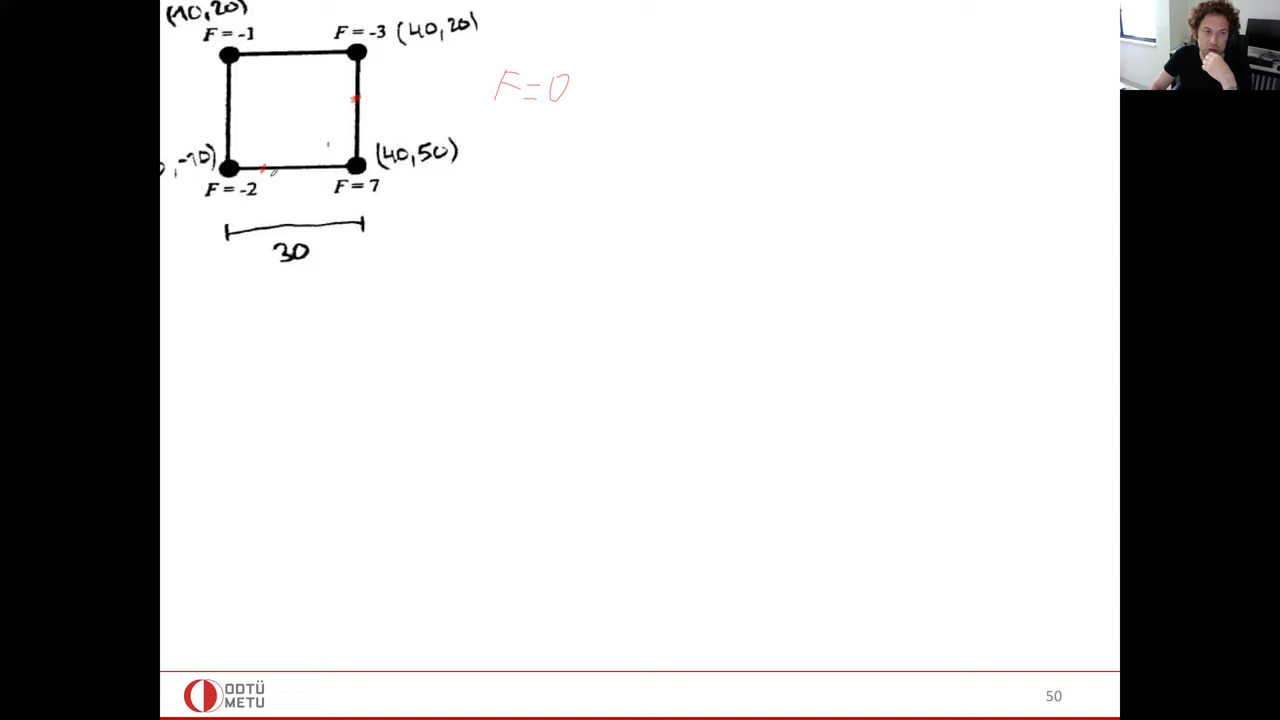 (10,20)
F = -1
F = -3 (40,20)
F=0
,-10)
(40,50)
F = -2
F = 7
30
ODTÜ
METU
50